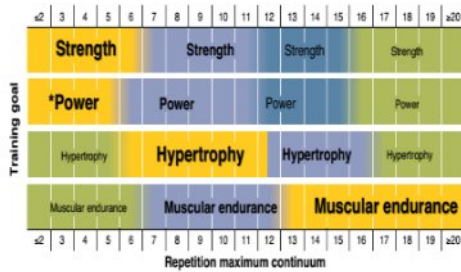 ≤2 3 4 5 6 7 8 9 10 11 12 13 14 15 16 17 18 19 ≥20
Training goal
Strength Strength Strength Strength
*Power Power Power Power
Hypertrophy Hypertrophy Hypertrophy Hypertrophy
Muscular endurance Muscular endurance Muscular endurance
≤2 3 4 5 6 7 8 9 10 11 12 13 14 15 16 17 18 19 ≥20
Repetition maximum continuum